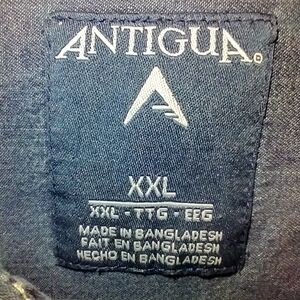 ANTIGUA®
XXL
XXL - TTG - EEG
MADE IN BANGLADESH
FAIT EN BANGLADESH
HECHO EN BANGLADESH